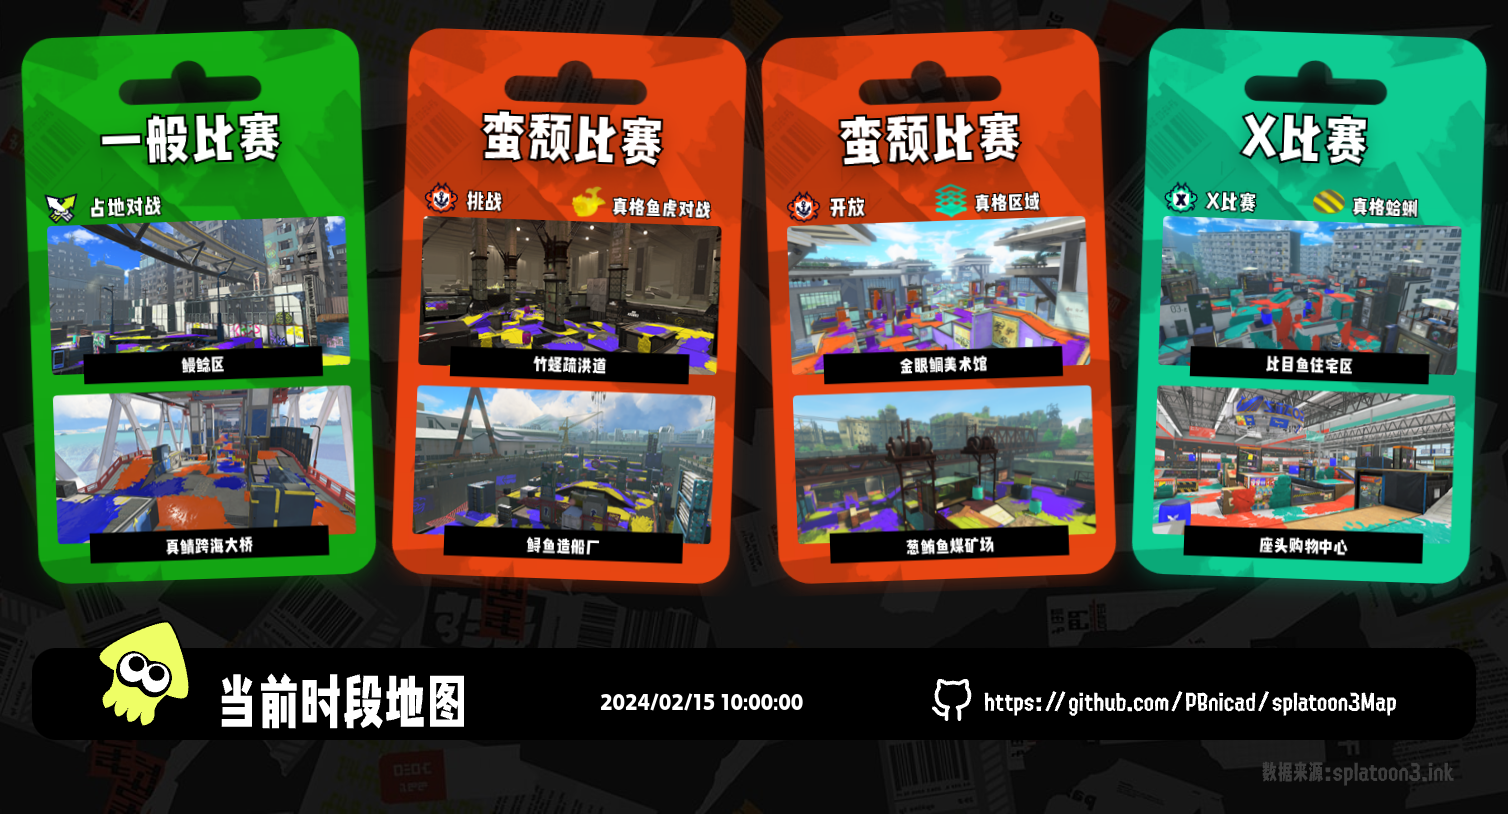 一般比赛
占地对战
鳗鲶区
真鲭跨海大桥
蛮颓比赛
挑战
真格鱼虎对战
竹蛏疏洪道
鲟鱼造船厂
蛮颓比赛
开放
真格区域
金眼鲷美术馆
葱鲔鱼煤矿场
X比赛
X比赛
真格蛤蜊
比目鱼住宅区
座头购物中心
当前时段地图
2024/02/15 10:00:00
https://github.com/PBnicad/splatoon3Map
数据来源:splatoon3.ink